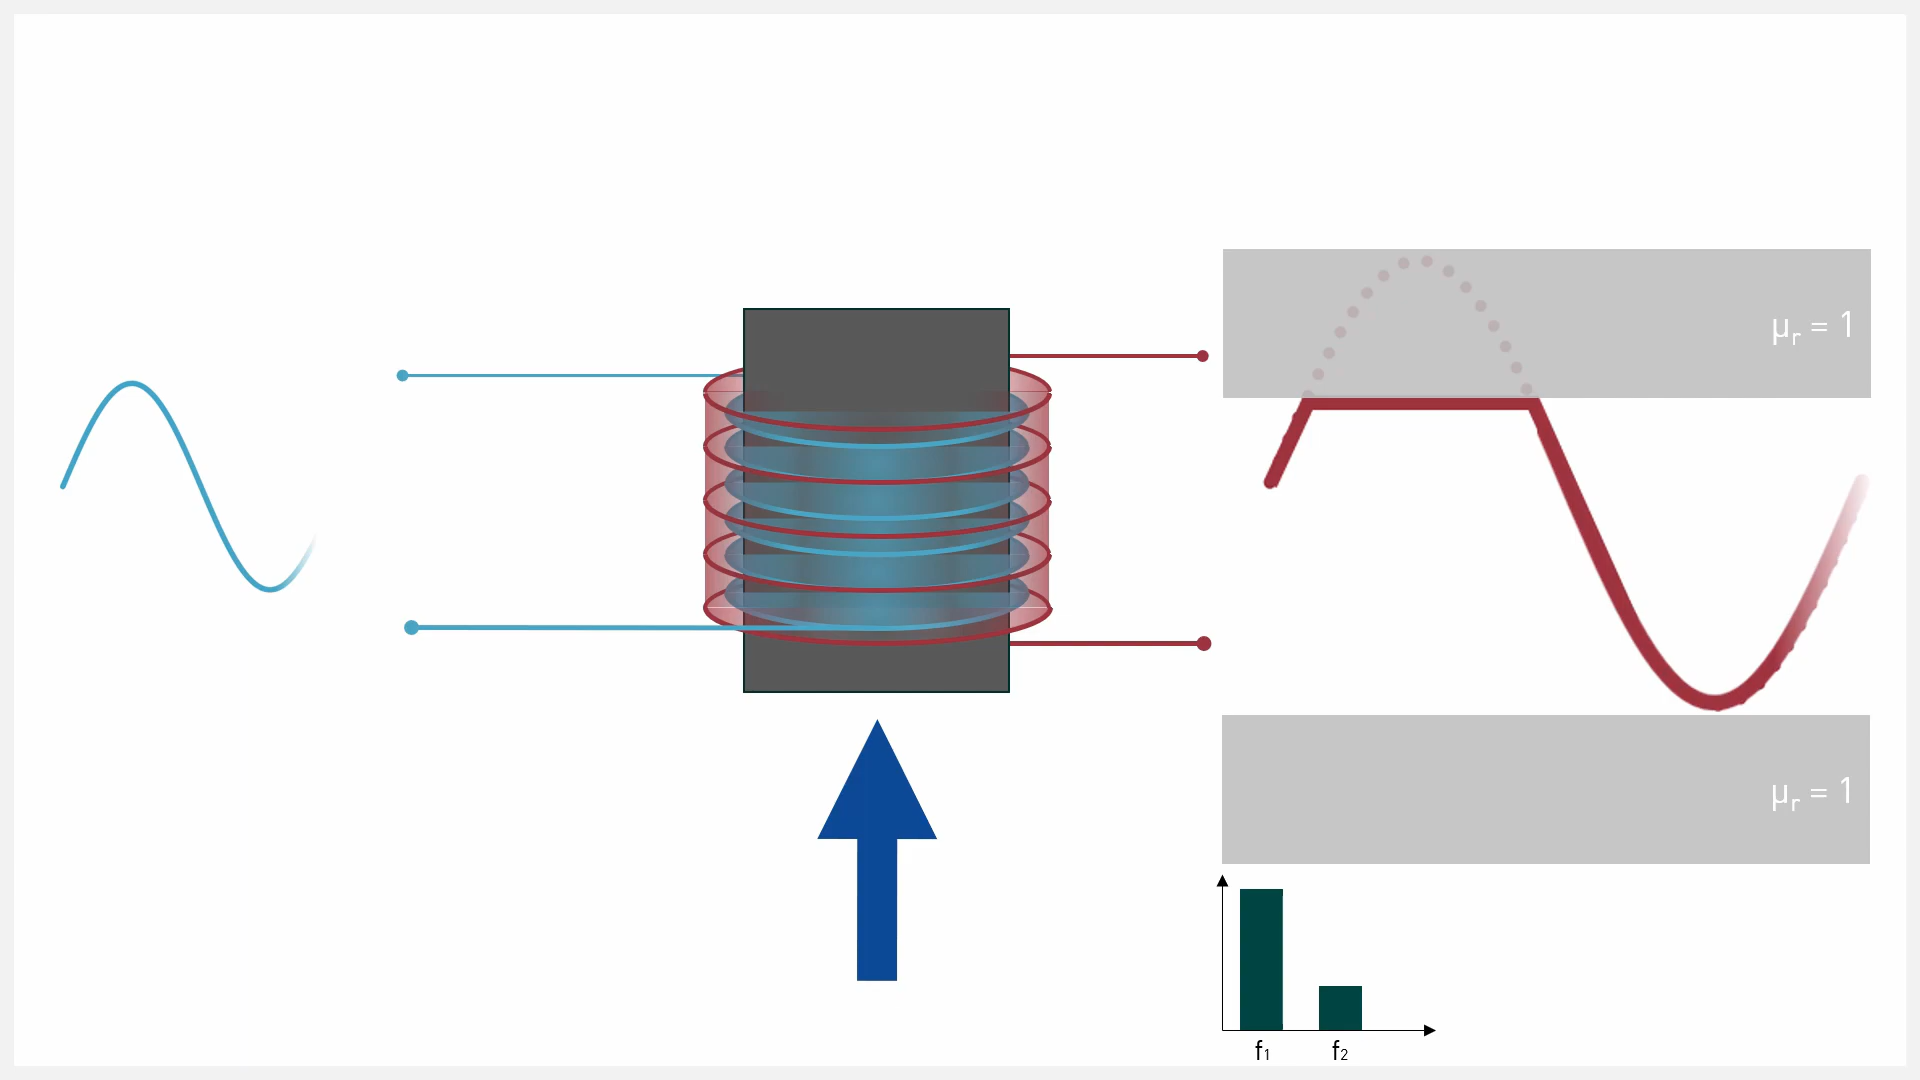 μr = 1
μr = 1
f1 f2